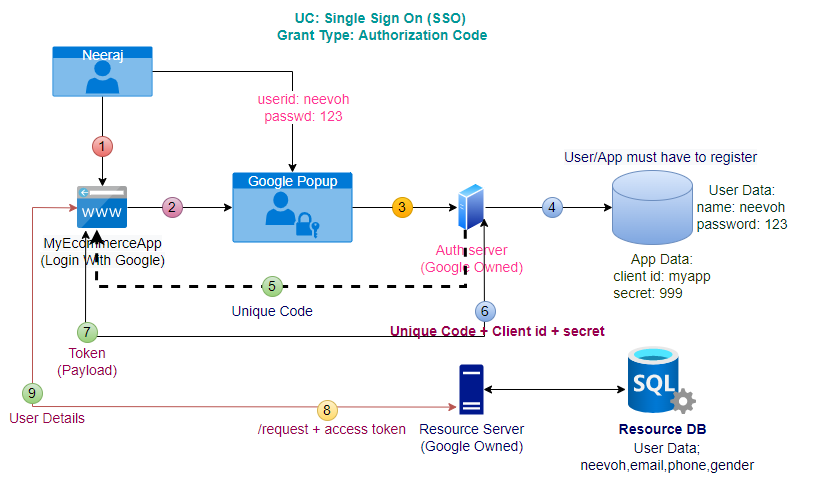 UC: Single Sign On (SSO)
Grant Type: Authorization Code
Neeraj
userid: neevoh
passwd: 123
1
User/App must have to register
Google Popup
2
3
4
www
User Data:
name: neevoh
password: 123
MyEcommerceApp
(Login With Google)
Auth server
(Google Owned)
App Data:
client id: myapp
secret: 999
5
Unique Code
6
Unique Code + Client id + secret
7
Token
(Payload)
9
User Details
8
/request + access token
Resource Server
(Google Owned)
SQL
Resource DB
User Data;
neevoh,email,phone,gender